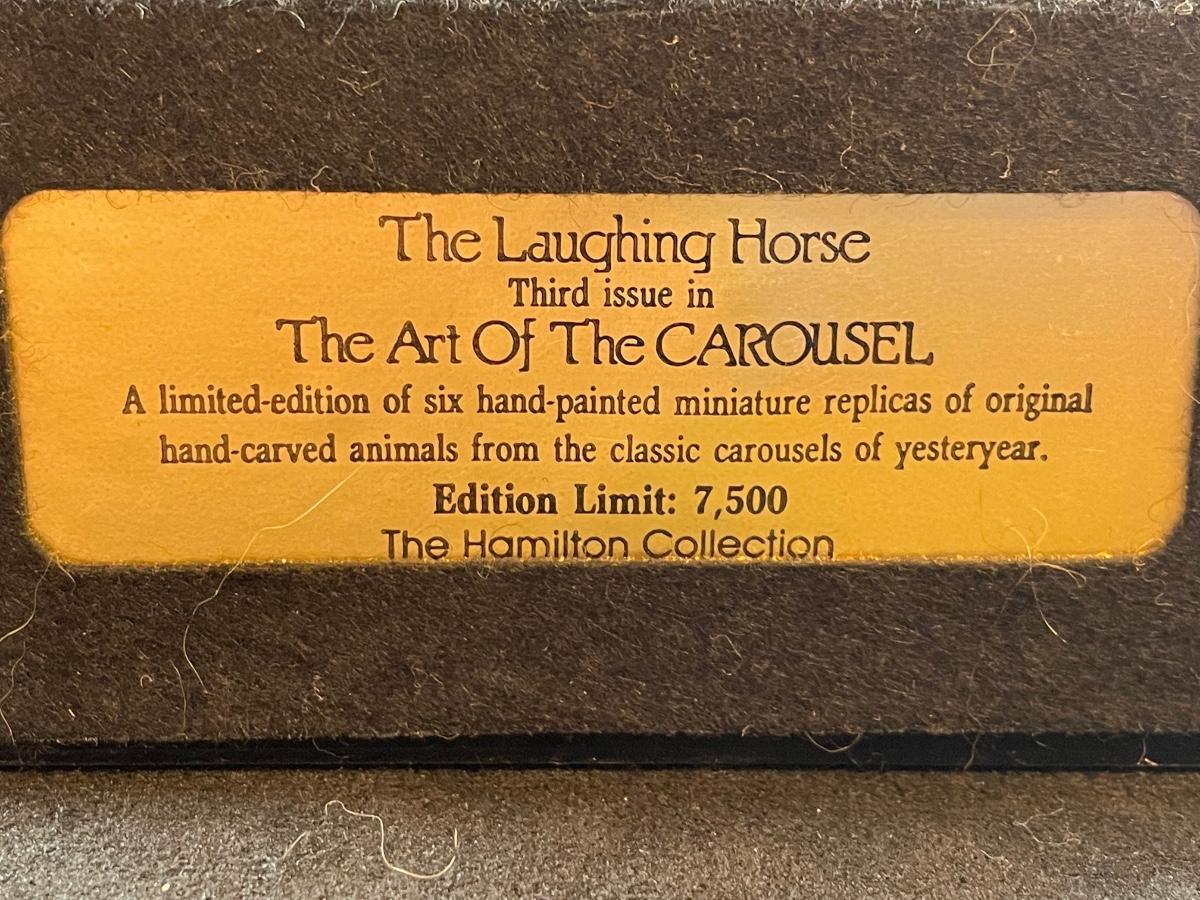 The Laughing Horse
Third issue in
The Art Of The CAROUSEL
A limited-edition of six hand-painted miniature replicas of original
hand-carved animals from the classic carousels of yesteryear.
Edition Limit: 7,500
The Hamilton Collection